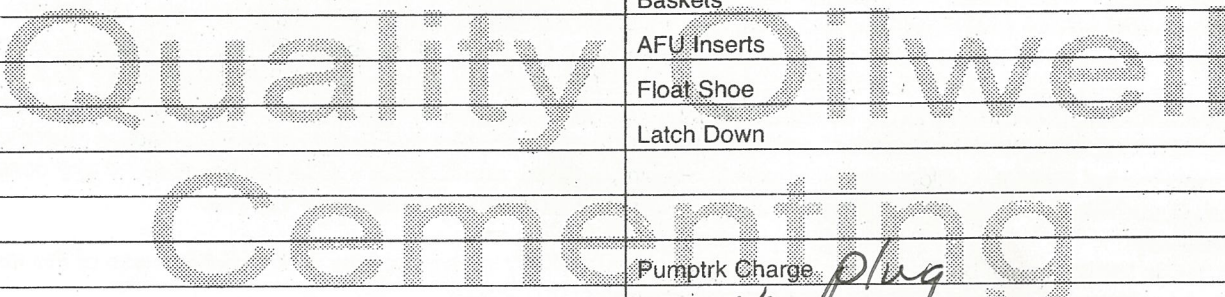 Baskets
Quality Oilwell
AFU Inserts
Float Shoe
Latch Down
Cementing
Pumptrk Charge plug